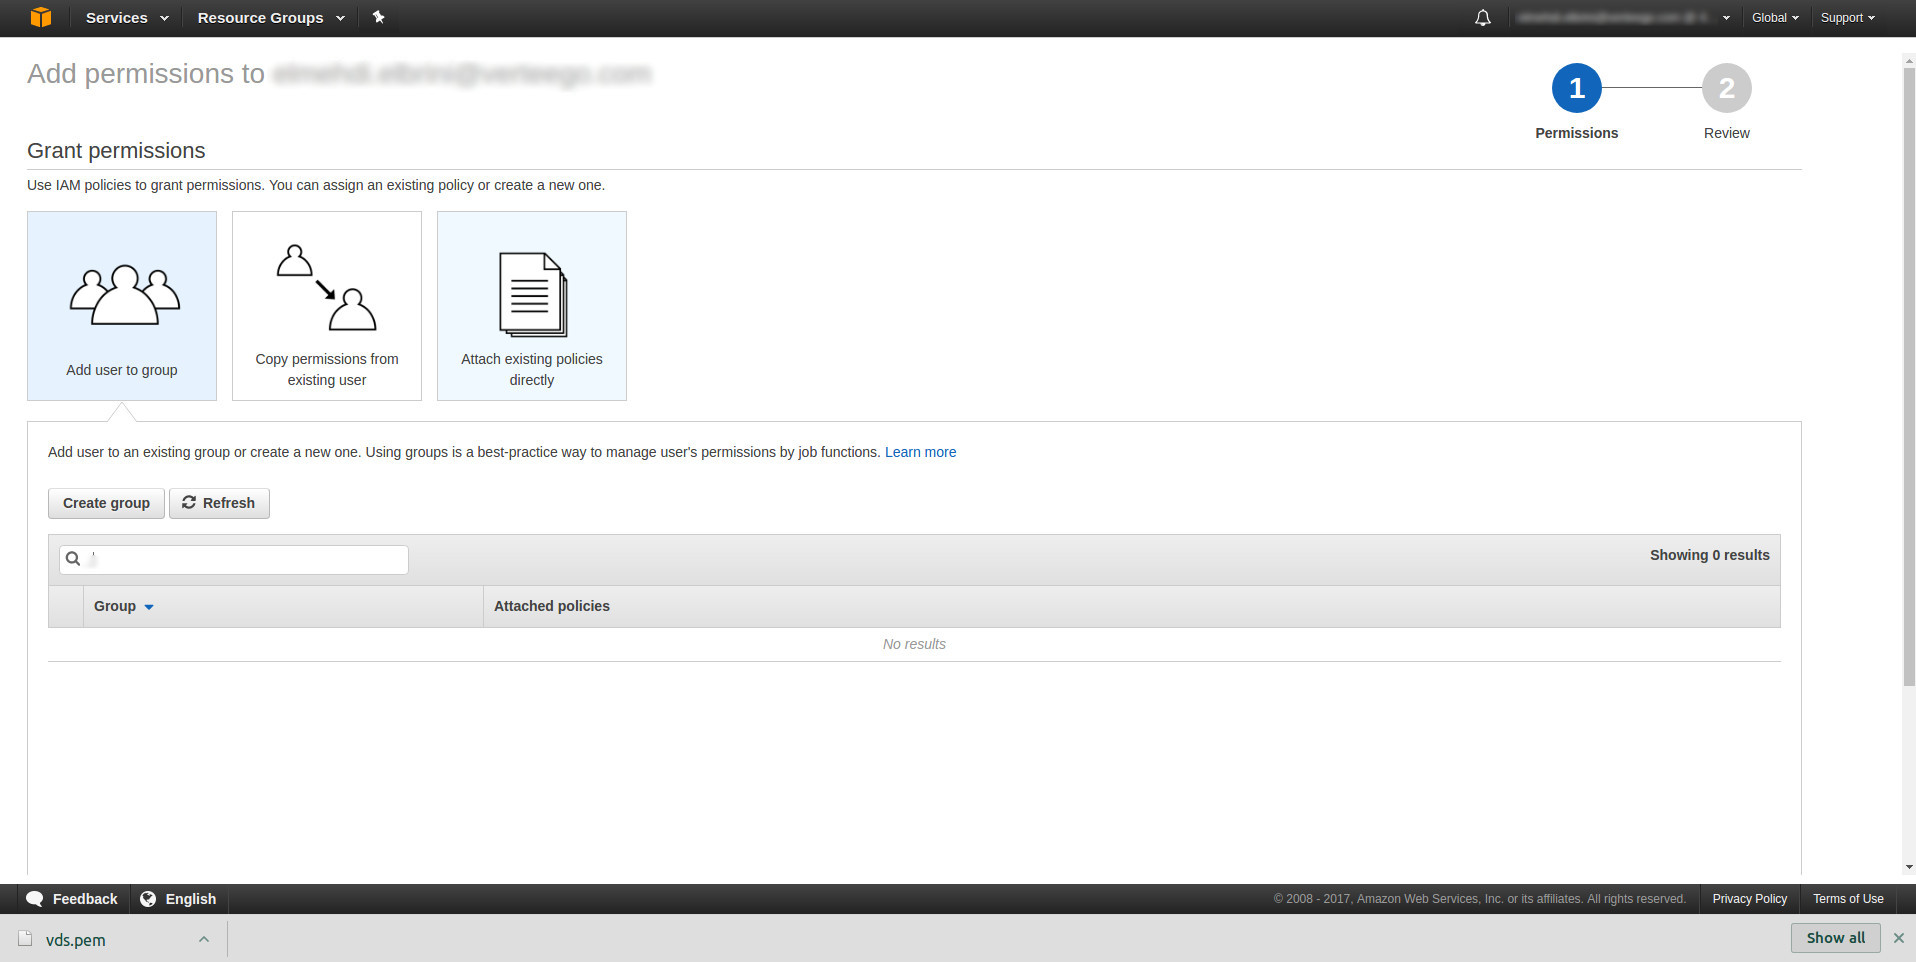 Services Resource Groups Global Support
Add permissions to
1 2
Permissions Review
Grant permissions
Use IAM policies to grant permissions. You can assign an existing policy or create a new one.
Add user to group
Copy permissions from
existing user
Attach existing policies
directly
Add user to an existing group or create a new one. Using groups is a best-practice way to manage user's permissions by job functions. Learn more
Create group Refresh
Showing 0 results
Group Attached policies
No results
Feedback English © 2008 - 2017, Amazon Web Services, Inc. or its affiliates. All rights reserved. Privacy Policy Terms of Use
vds.pem Show all